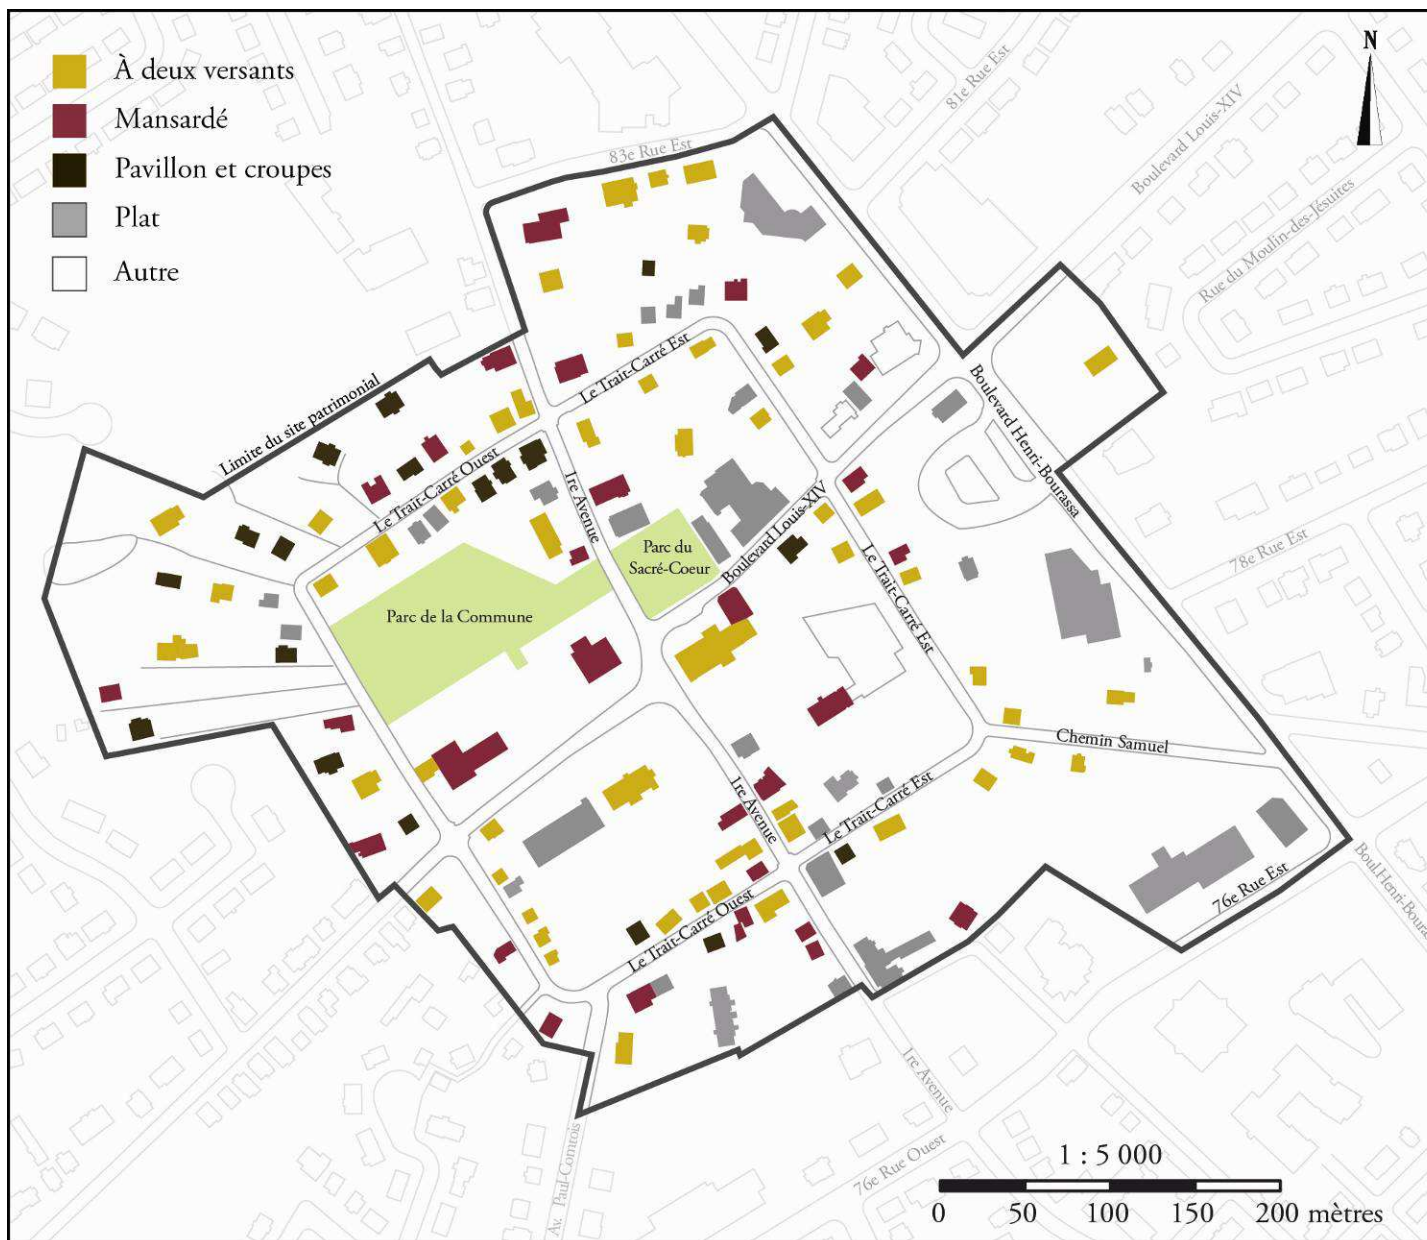 À deux versants
Mansardé
Pavillon et croupes
Plat
Autre
N
81e Rue Est
Boulevard Louis-XIV
83e Rue Est
Rue du Moulin-des-Jésuites
Le Trait-Carré Est
Limite du site patrimonial
Boulevard Henri-Bourassa
Le Trait-Carré Ouest
1re Avenue
Boulevard Louis-XIV
Parc du
Sacré-Coeur
78e Rue Est
Le Trait-Carré Est
Parc de la Commune
Chemin Samuel
1re Avenue
Le Trait-Carré Est
76e Rue Est
Boul. Henri-Bouras
Le Trait-Carré Ouest
1re Avenue
76e Rue Ouest
Av. Paul-Comtois
1 : 5 000
0 50 100 150 200 mètres